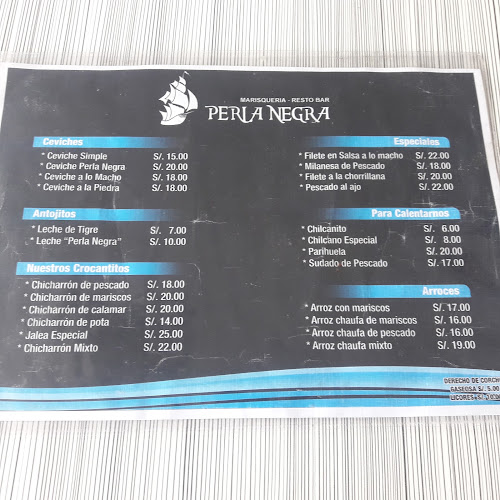 MARISQUERIA - RESTO BAR
PERLA NEGRA
Ceviches
* Ceviche Simple S/. 15.00
* Ceviche Perla Negra S/. 20.00
* Ceviche a lo Macho S/. 18.00
* Ceviche a la Piedra S/. 18.00
Antojitos
* Leche de Tigre S/. 7.00
* Leche "Perla Negra" S/. 10.00
Nuestros Crocantitos
* Chicharrón de pescado S/. 18.00
* Chicharrón de mariscos S/. 20.00
* Chicharrón de calamar S/. 20.00
* Chicharrón de pota S/. 14.00
* Jalea Especial S/. 25.00
* Chicharrón Mixto S/. 22.00
Especiales
* Filete en Salsa a lo macho S/. 22.00
* Milanesa de Pescado S/. 18.00
* Filete a la chorrillana S/. 20.00
* Pescado al ajo S/. 22.00
Para Calentarnos
* Chilcanito S/. 6.00
* Chilcano Especial S/. 8.00
* Parihuela S/. 20.00
* Sudado de Pescado S/. 17.00
Arroces
* Arroz con mariscos S/. 17.00
* Arroz chaufa de mariscos S/. 16.00
* Arroz chaufa de pescado S/. 16.00
* Arroz chaufa mixto S/. 19.00
DERECHO DE CORCH
GASEOSA S/. 5.00
LICORES S/.